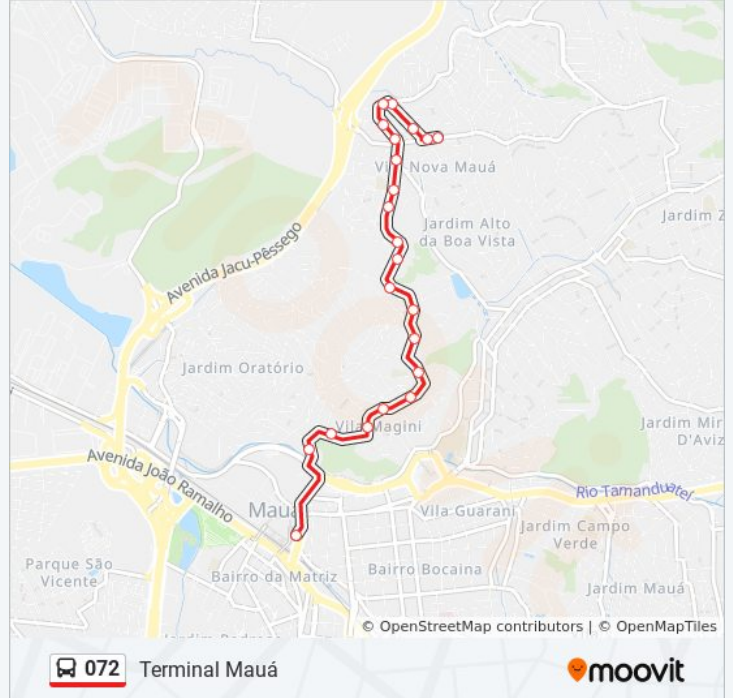 Vila Nova Mauá
Jardim Alto
da Boa Vista
Jardim Z
Avenida Jacu-Pêssego
Jardim Oratório
Vila Magini
Jardim Mir
D'Aviz
Avenida João Ramalho
Rio Tamanduateí
Mauá
Vila Guarani
Jardim Campo
Verde
Parque São
Vicente
Bairro da Matriz
Bairro Bocaina
Jardim Mauá
© OpenStreetMap contributors | © OpenMapTiles
072 Terminal Mauá
moovit